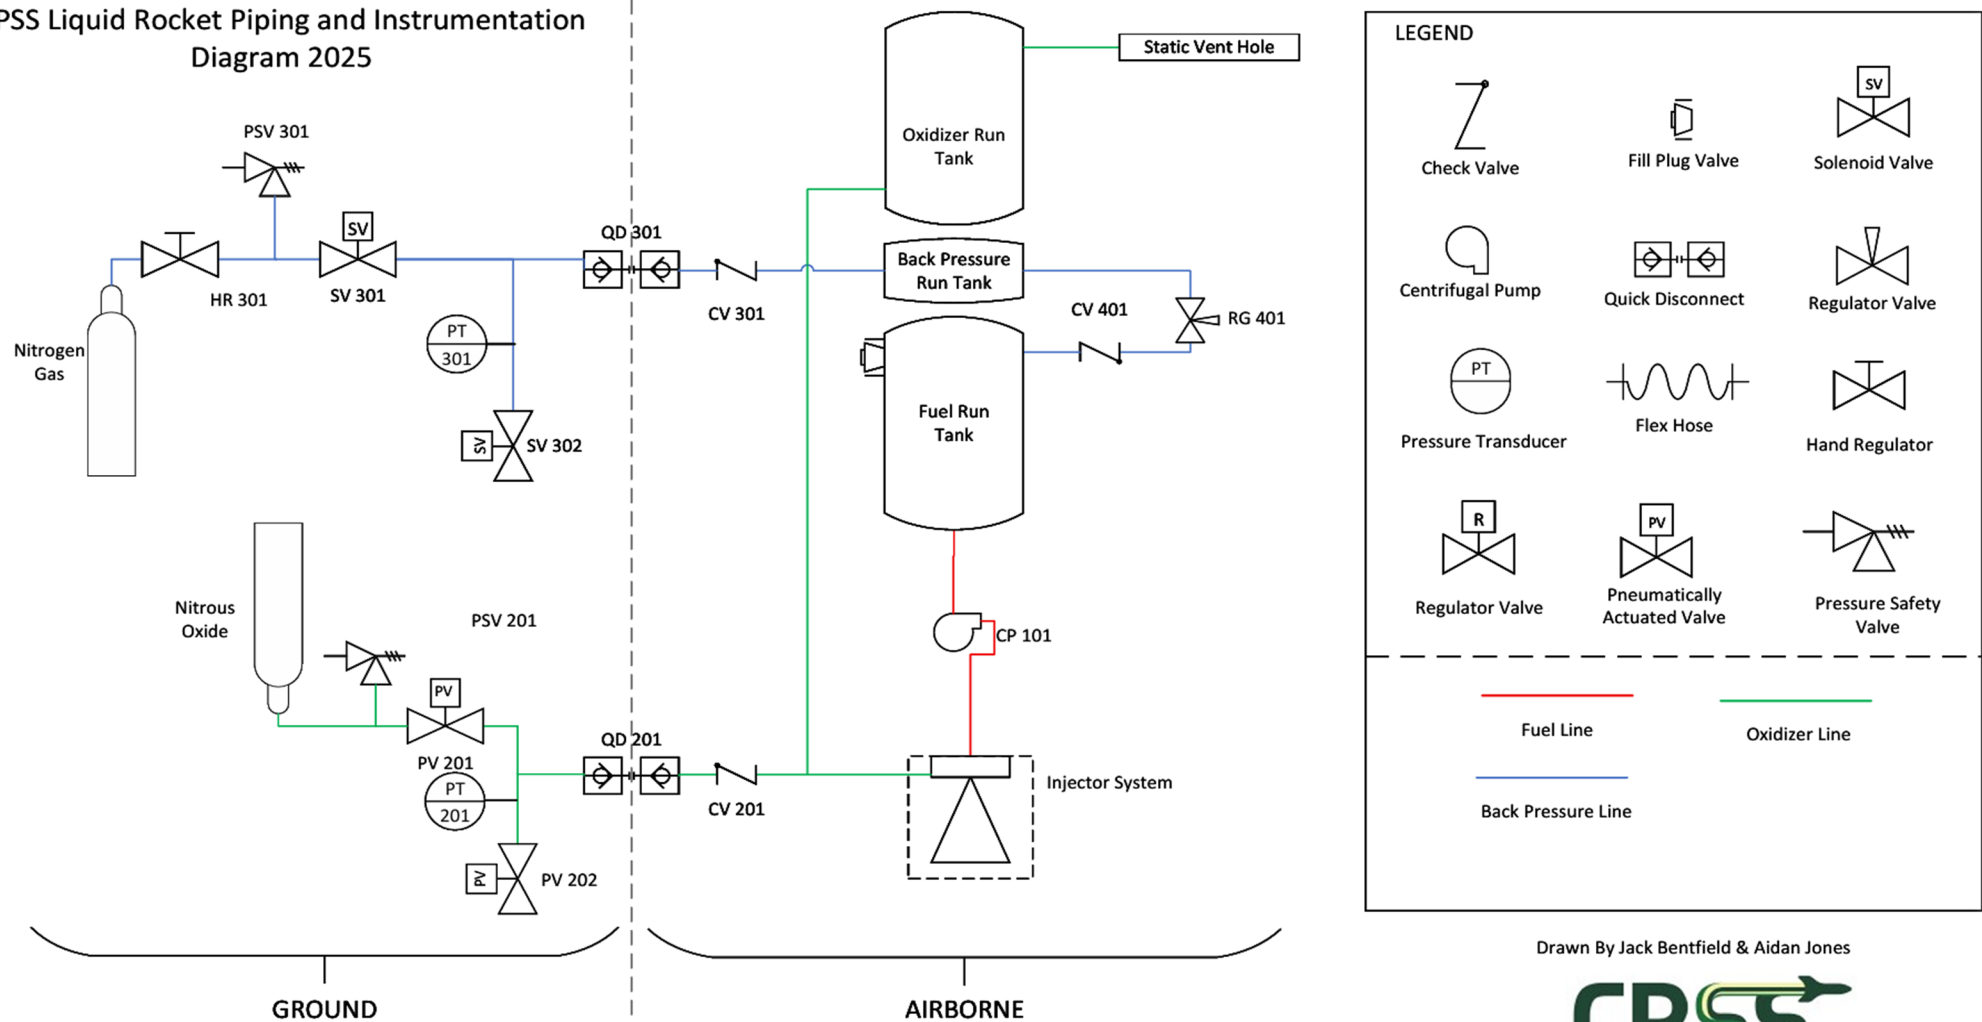 PSS Liquid Rocket Piping and Instrumentation
Diagram 2025
PSV 301
SV
HR 301
SV 301
Nitrogen
Gas
PT
301
SV
SV 302
QD 301
CV 301
Nitrous
Oxide
PSV 201
PV
PV 201
PT
201
PV
PV 202
QD 201
CV 201
GROUND
Static Vent Hole
Oxidizer Run
Tank
Back Pressure
Run Tank
CV 401
RG 401
Fuel Run
Tank
CP 101
Injector System
AIRBORNE
LEGEND
Check Valve
Fill Plug Valve
SV
Solenoid Valve
Centrifugal Pump
Quick Disconnect
Regulator Valve
PT
Pressure Transducer
Flex Hose
Hand Regulator
R
Regulator Valve
PV
Pneumatically
Actuated Valve
Pressure Safety
Valve
Fuel Line
Oxidizer Line
Back Pressure Line
Drawn By Jack Bentfield & Aidan Jones
CPSS